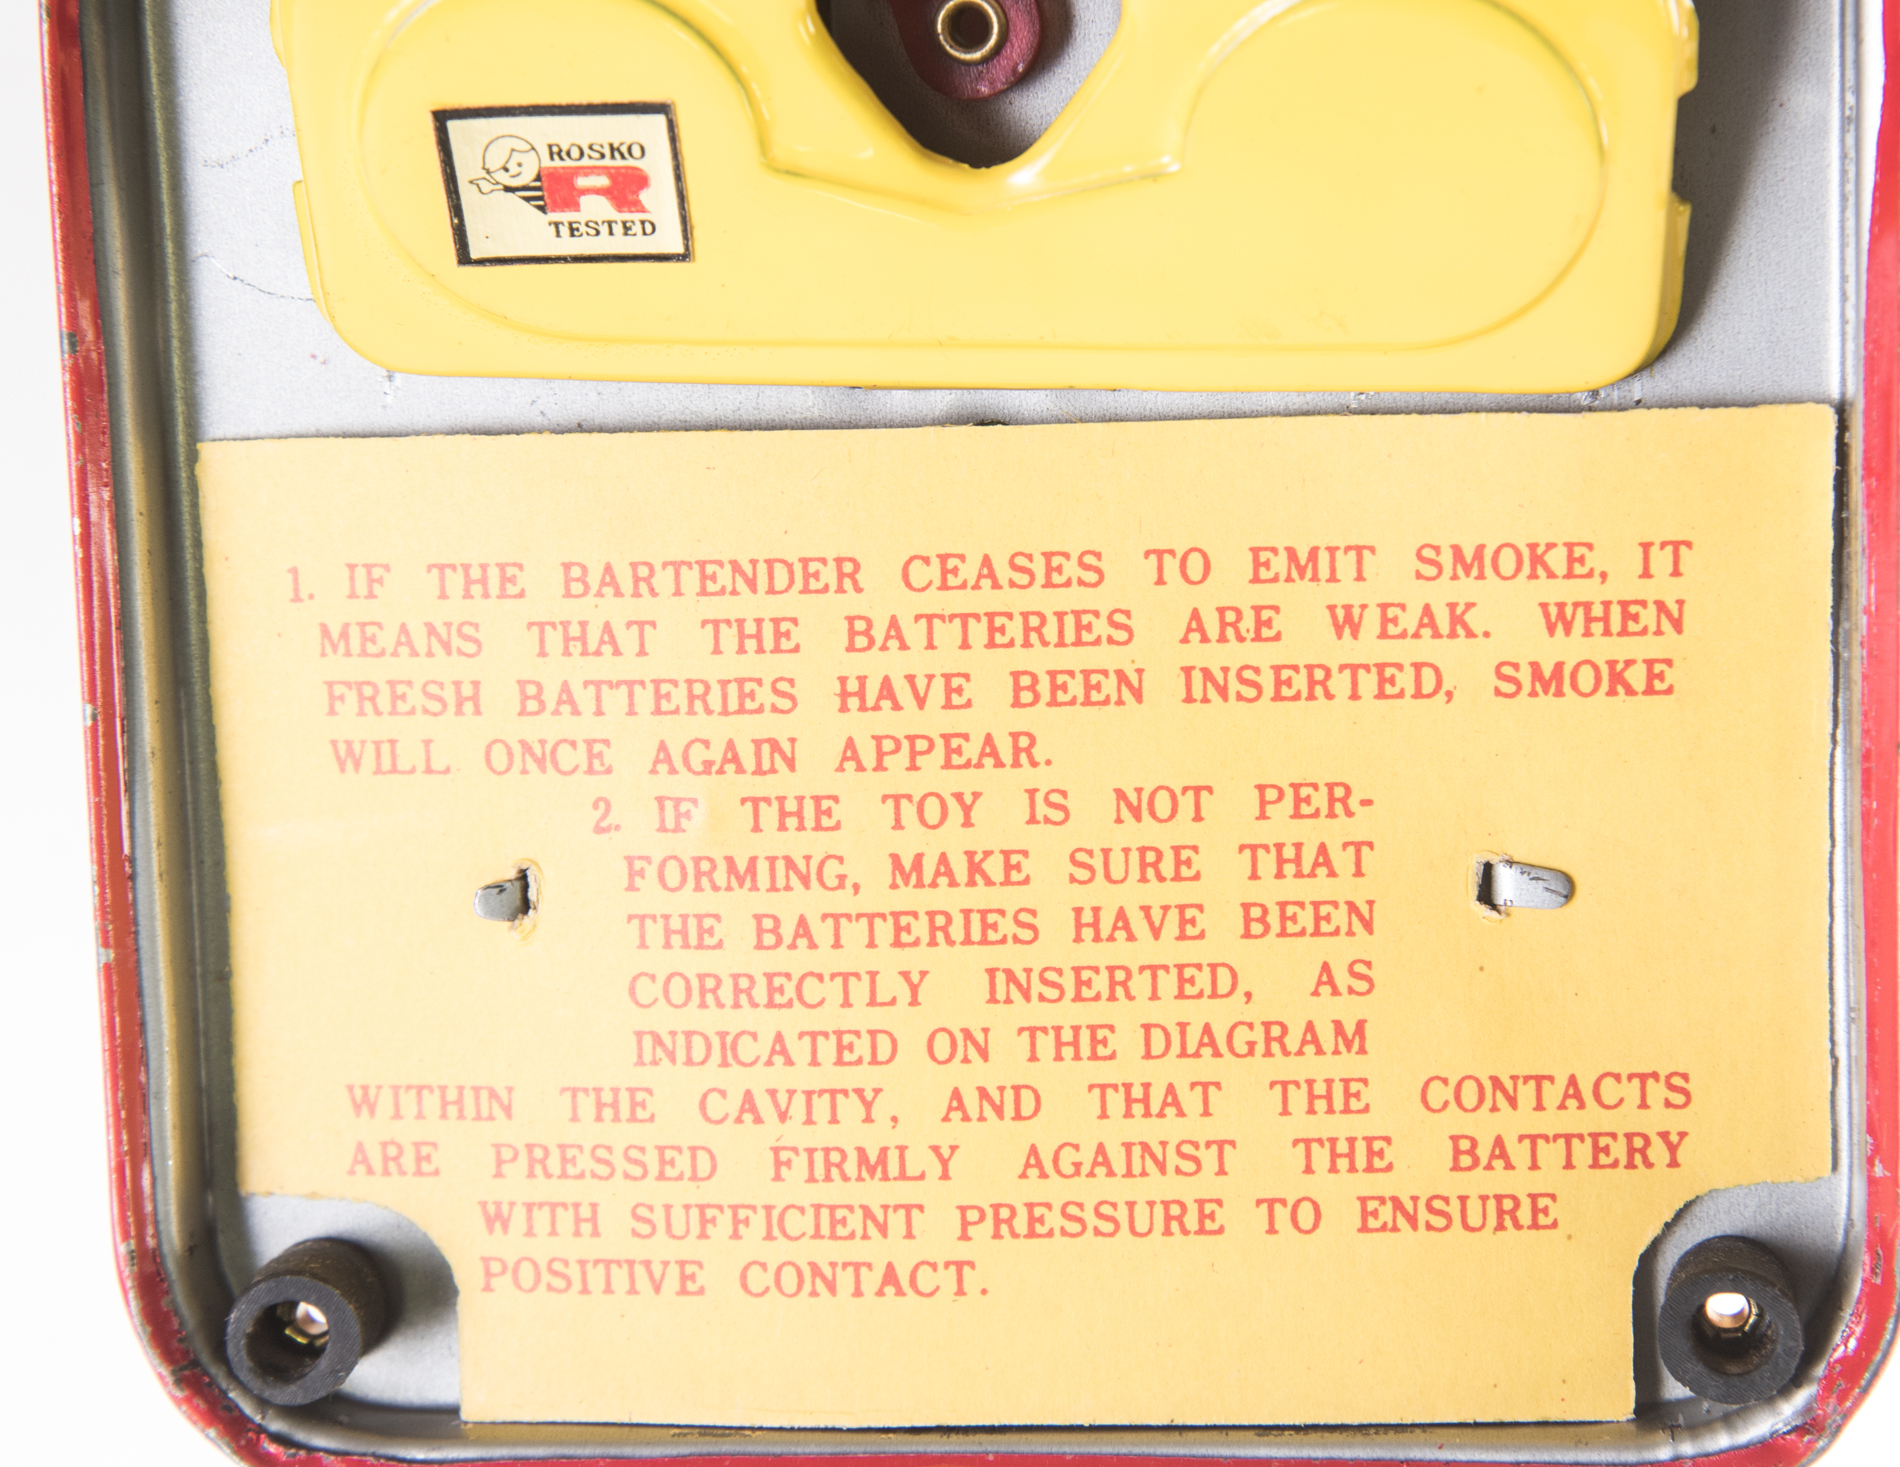 ROSKO
R
TESTED
1. IF THE BARTENDER CEASES TO EMIT SMOKE, IT
MEANS THAT THE BATTERIES ARE WEAK. WHEN
FRESH BATTERIES HAVE BEEN INSERTED, SMOKE
WILL ONCE AGAIN APPEAR.
2. IF THE TOY IS NOT PER-
FORMING, MAKE SURE THAT
THE BATTERIES HAVE BEEN
CORRECTLY INSERTED, AS
INDICATED ON THE DIAGRAM
WITHIN THE CAVITY, AND THAT THE CONTACTS
ARE PRESSED FIRMLY AGAINST THE BATTERY
WITH SUFFICIENT PRESSURE TO ENSURE
POSITIVE CONTACT.